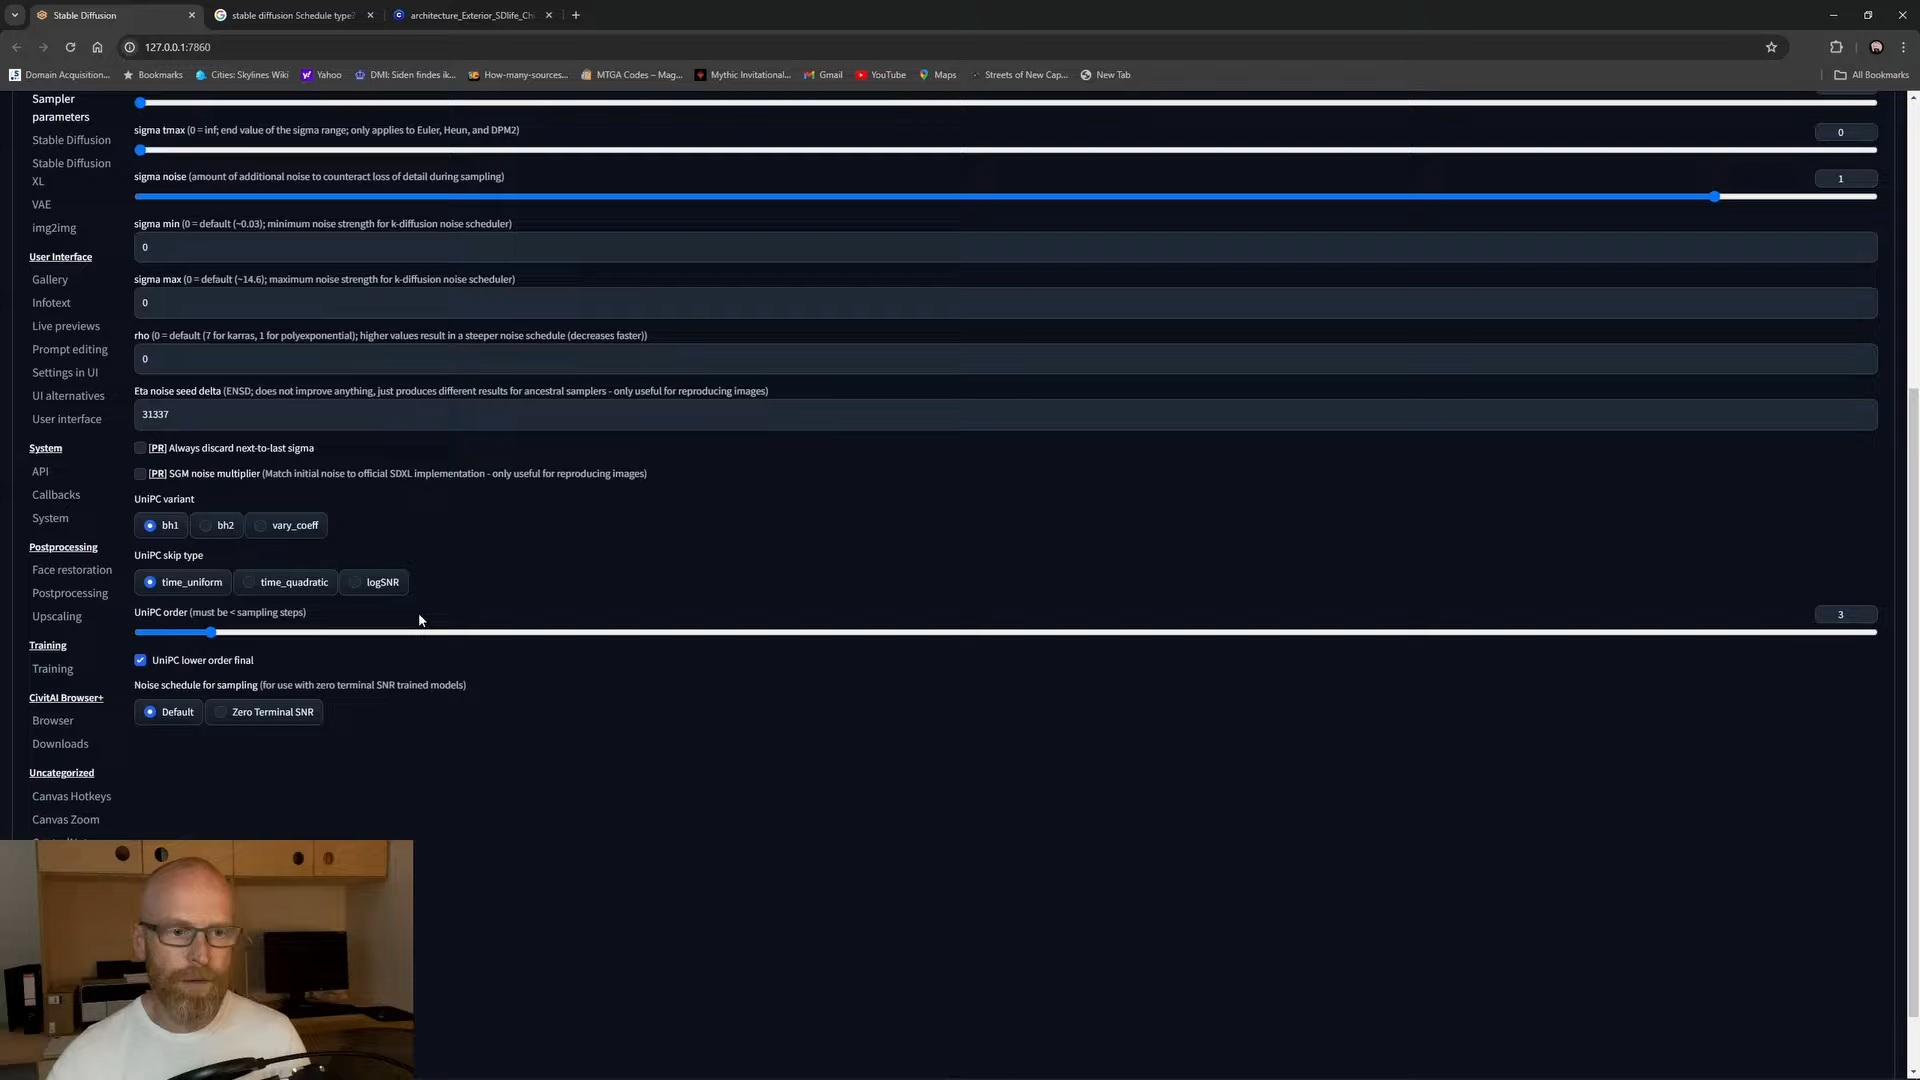 Stable Diffusion
stable diffusion Schedule type?
architecture_Exterior_SDlife_Ch
127.0.0.1:7860
Domain Acquisition...
Bookmarks
Cities: Skylines Wiki
Yahoo
DMI: Siden findes ik...
How-many-sources...
MTGA Codes – Mag...
Mythic Invitational...
Gmail
YouTube
Maps
Streets of New Cap...
New Tab
All Bookmarks
Sampler
parameters
Stable Diffusion
Stable Diffusion
XL
VAE
img2img
User Interface
Gallery
Infotext
Live previews
Prompt editing
Settings in UI
UI alternatives
User interface
System
API
Callbacks
System
Postprocessing
Face restoration
Postprocessing
Upscaling
Training
Training
CivitAI Browser+
Browser
Downloads
Uncategorized
Canvas Hotkeys
Canvas Zoom
sigma tmax (0 = inf; end value of the sigma range; only applies to Euler, Heun, and DPM2)
0
sigma noise (amount of additional noise to counteract loss of detail during sampling)
1
sigma min (0 = default (~0.03); minimum noise strength for k-diffusion noise scheduler)
0
sigma max (0 = default (~14.6); maximum noise strength for k-diffusion noise scheduler)
0
rho (0 = default (7 for karras, 1 for polyexponential); higher values result in a steeper noise schedule (decreases faster))
0
Eta noise seed delta (ENSD; does not improve anything, just produces different results for ancestral samplers - only useful for reproducing images)
31337
[PR] Always discard next-to-last sigma
[PR] SGM noise multiplier (Match initial noise to official SDXL implementation - only useful for reproducing images)
UniPC variant
bh1 bh2 vary_coeff
UniPC skip type
time_uniform time_quadratic logSNR
UniPC order (must be < sampling steps)
3
UniPC lower order final
Noise schedule for sampling (for use with zero terminal SNR trained models)
Default Zero Terminal SNR